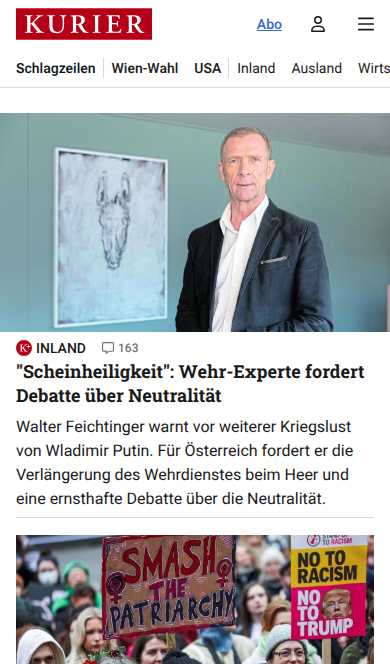 KURIER
Abo
Schlagzeilen Wien-Wahl USA Inland Ausland Wirts
K+ INLAND 163
"Scheinheiligkeit": Wehr-Experte fordert
Debatte über Neutralität
Walter Feichtinger warnt vor weiterer Kriegslust
von Wladimir Putin. Für Österreich fordert er die
Verlängerung des Wehrdienstes beim Heer und
eine ernsthafte Debatte über die Neutralität.
SMASH
THE
PATRIARCHY
TO RACISM
NO TO
RACISM
NO
TO
TRUMP